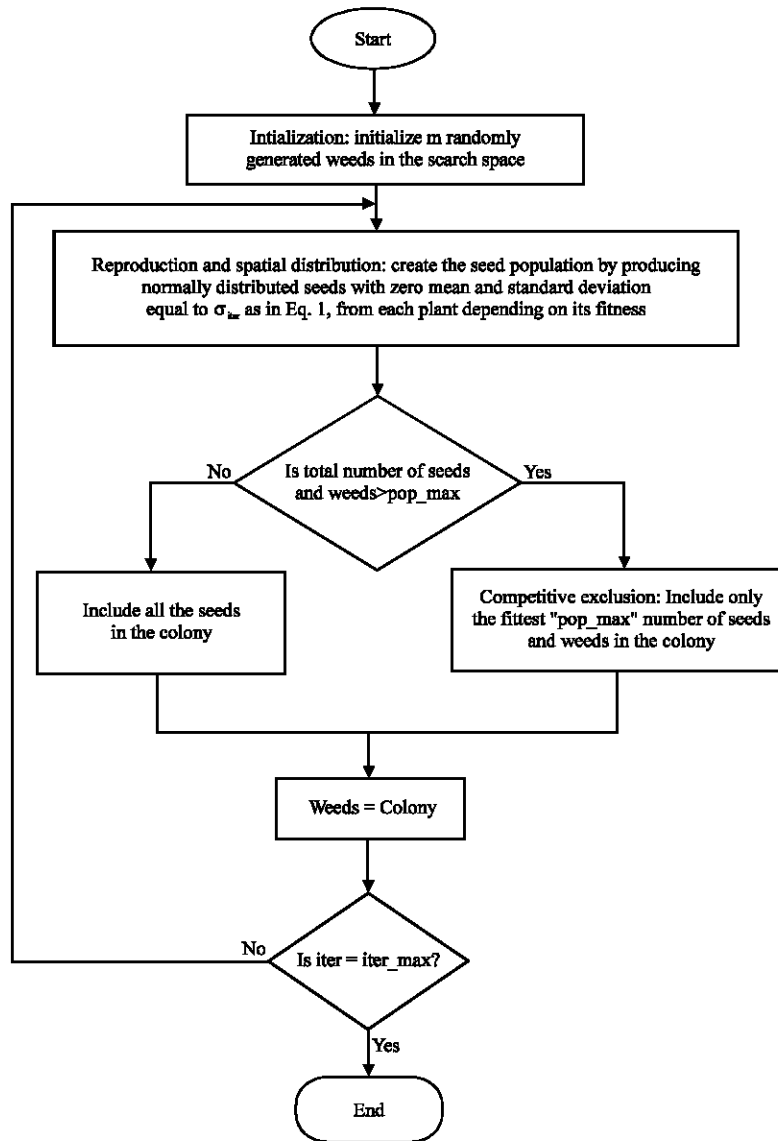 Start
Intialization: initialize m randomly
generated weeds in the scarch space
Reproduction and spatial distribution: create the seed population by producing
normally distributed seeds with zero mean and standard deviation
equal to σ_iter as in Eq. 1, from each plant depending on its fitness
No
Is total number of seeds
and weeds>pop_max
Yes
Include all the seeds
in the colony
Competitive exclusion: Include only
the fittest "pop_max" number of seeds
and weeds in the colony
Weeds = Colony
No
Is iter = iter_max?
Yes
End